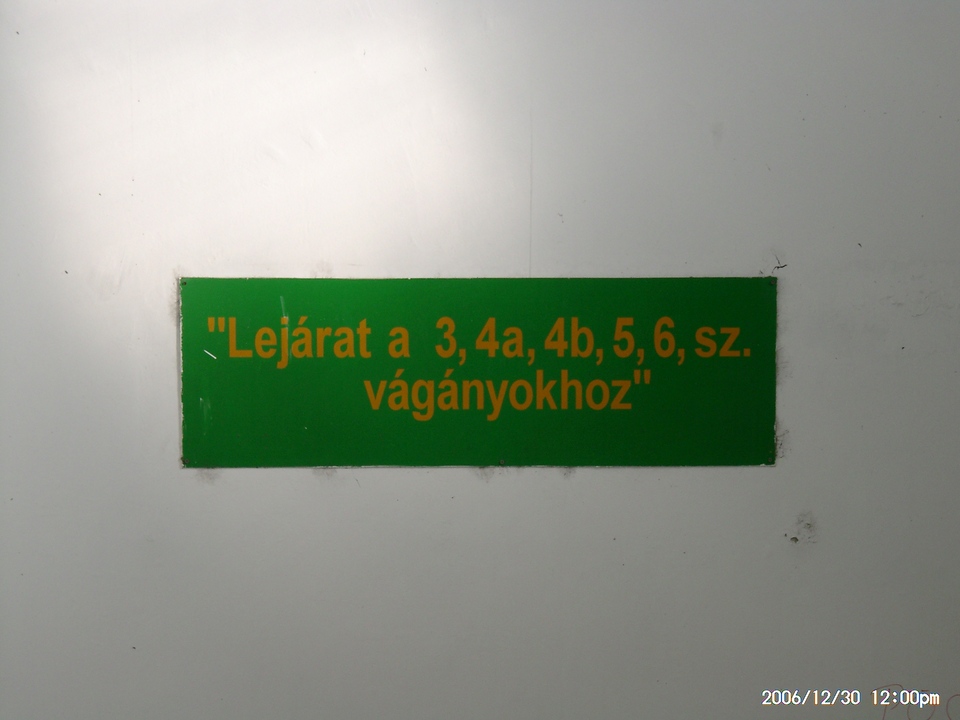 "Lejárat a 3, 4a, 4b, 5, 6, sz.
vágányokhoz"
2006/12/30 12:00pm